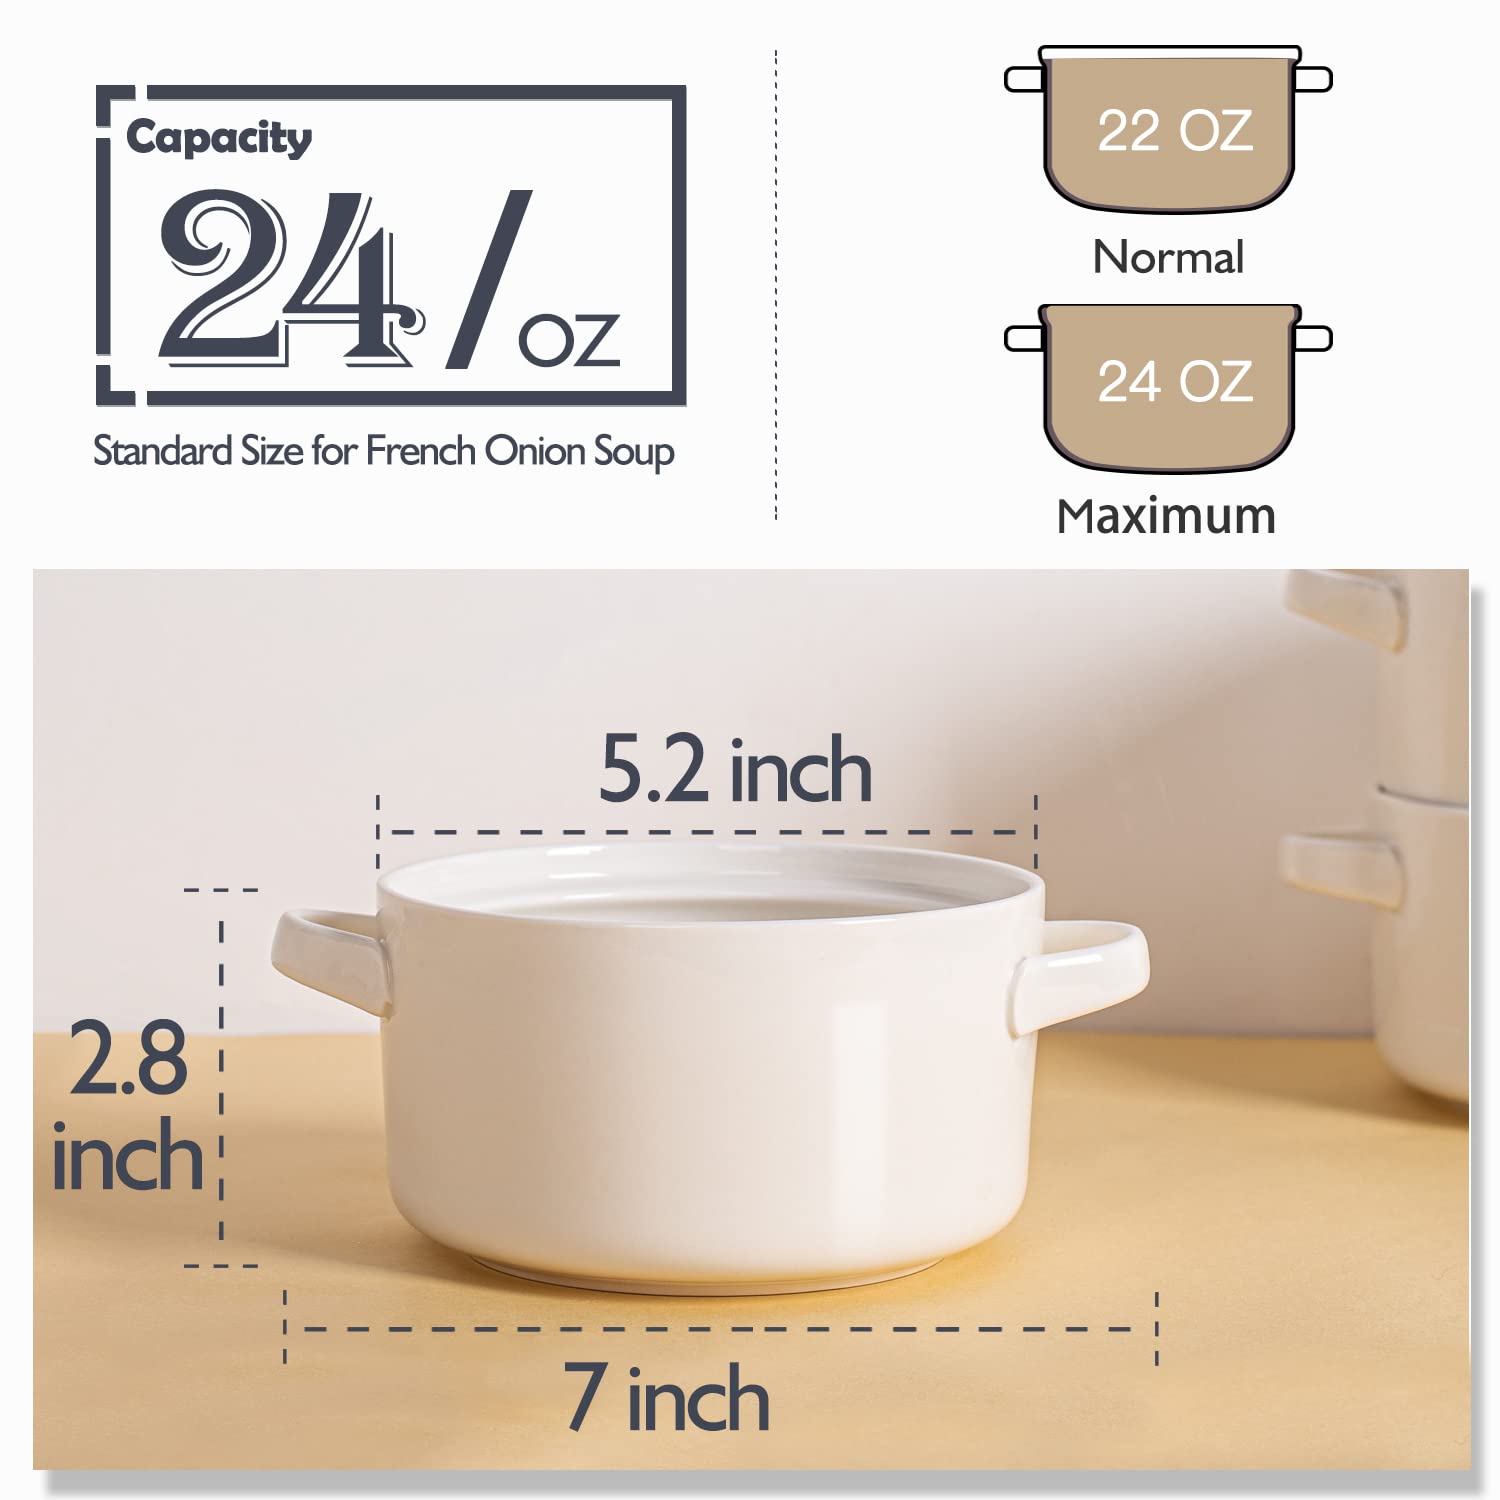 Capacity
24/oz
Standard Size for French Onion Soup
22 OZ
Normal
24 OZ
Maximum
5.2 inch
2.8
inch
7 inch